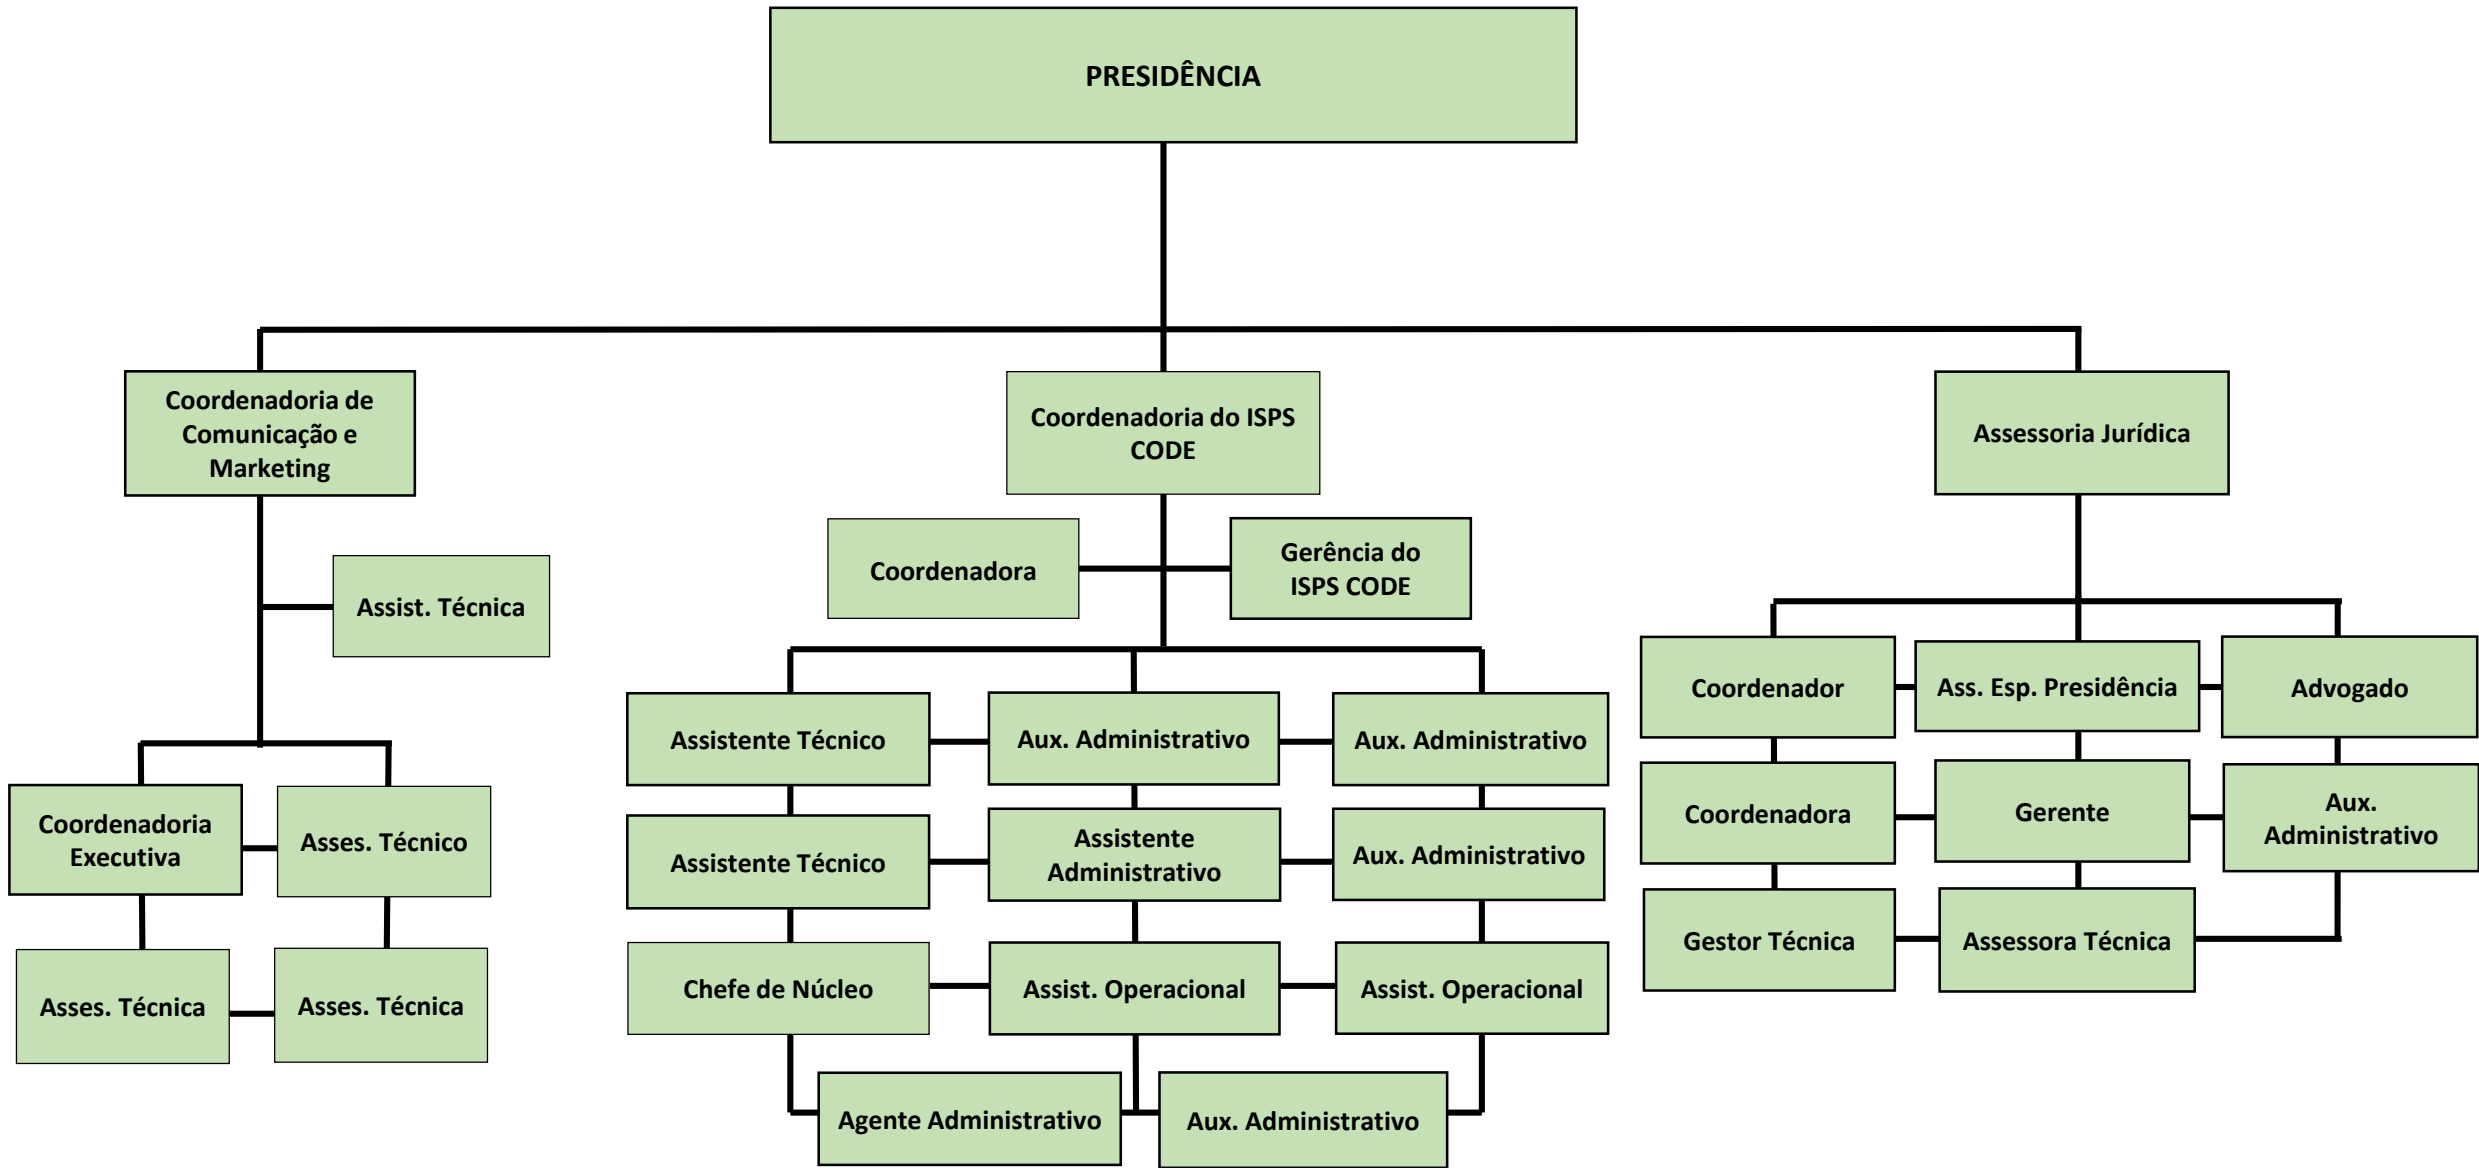 PRESIDÊNCIA
Coordenadoria de
Comunicação e
Marketing
Coordenadoria do ISPS
CODE
Assessoria Jurídica
Assist. Técnica
Coordenadora
Gerência do
ISPS CODE
Coordenadoria
Executiva
Asses. Técnico
Asses. Técnica
Asses. Técnica
Assistente Técnico
Aux. Administrativo
Aux. Administrativo
Assistente Técnico
Assistente
Administrativo
Aux. Administrativo
Chefe de Núcleo
Assist. Operacional
Assist. Operacional
Agente Administrativo
Aux. Administrativo
Coordenador
Ass. Esp. Presidência
Advogado
Coordenadora
Gerente
Aux.
Administrativo
Gestor Técnica
Assessora Técnica